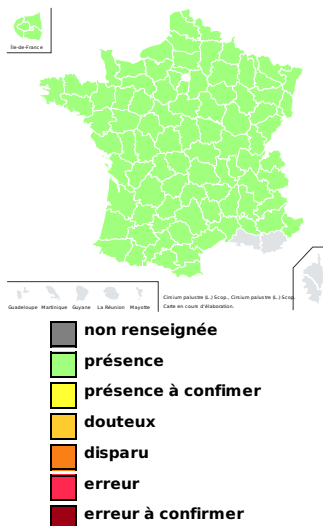 Île-de-France
Guadeloupe Martinique Guyane La Réunion Mayotte
Cirsium palustre (L.) Scop., Cirsium palustre (L.) Scop.
Carte en cours d'élaboration.
non renseignée
présence
présence à confimer
douteux
disparu
erreur
erreur à confirmer